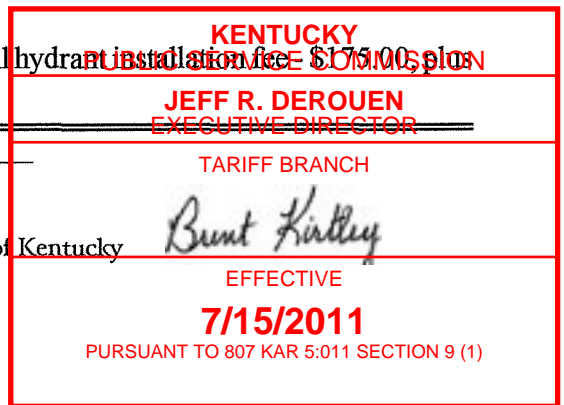 KENTUCKY
l hydrant installation fee - $175.00, plus
PUBLIC SERVICE COMMISSION
JEFF R. DEROUEN
EXECUTIVE DIRECTOR
TARIFF BRANCH
Brent Kirtley
of Kentucky
EFFECTIVE
7/15/2011
PURSUANT TO 807 KAR 5:011 SECTION 9 (1)